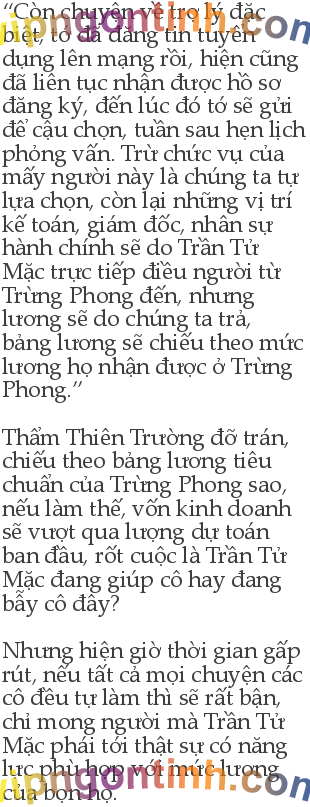 “Còn chuyện về trợ lý đặc
biệt, tớ đã đăng tin tuyển
dụng lên mạng rồi, hiện cũng
đã liên tục nhận được hồ sơ
đăng ký, đến lúc đó tớ sẽ gửi
để cậu chọn, tuần sau hẹn lịch
phỏng vấn. Trừ chức vụ của
mấy người này là chúng ta tự
lựa chọn, còn lại những vị trí
kế toán, giám đốc, nhân sự
hành chính sẽ do Trần Tử
Mặc trực tiếp điều người từ
Trừng Phong đến, nhưng
lương sẽ do chúng ta trả,
bảng lương sẽ chiếu theo mức
lương họ nhận được ở Trừng
Phong.”
Thẩm Thiên Trường đỡ trán,
chiếu theo bảng lương tiêu
chuẩn của Trừng Phong sao,
nếu làm thế, vốn kinh doanh
sẽ vượt qua lượng dự toán
ban đầu, rốt cuộc là Trần Tử
Mặc đang giúp cô hay đang
bẫy cô đây?
Nhưng hiện giờ thời gian gấp
rút, nếu tất cả mọi chuyện các
cô đều tự làm thì sẽ rất bận,
chỉ mong người mà Trần Tử
Mặc phái tới thật sự có năng
lực phù hợp với mức lương
của bọn họ.